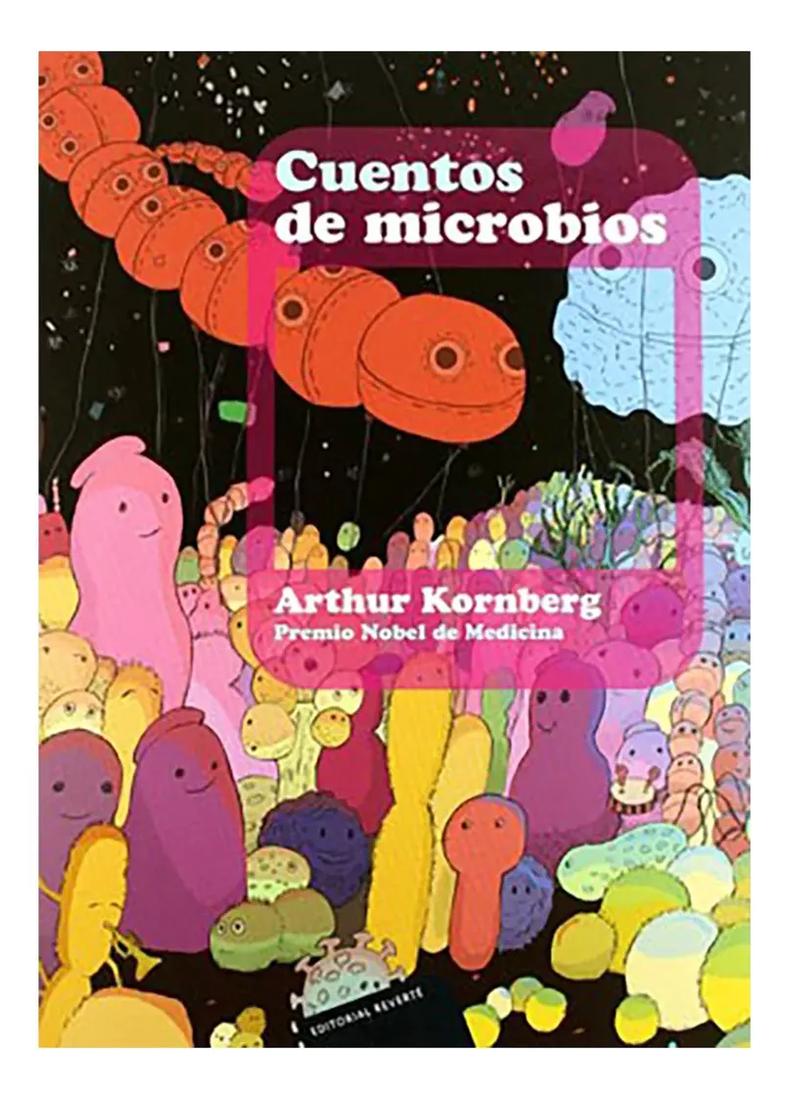 Cuentos
de microbios
Arthur Kornberg
Premio Nobel de Medicina
EDITORIAL REVERTÉ